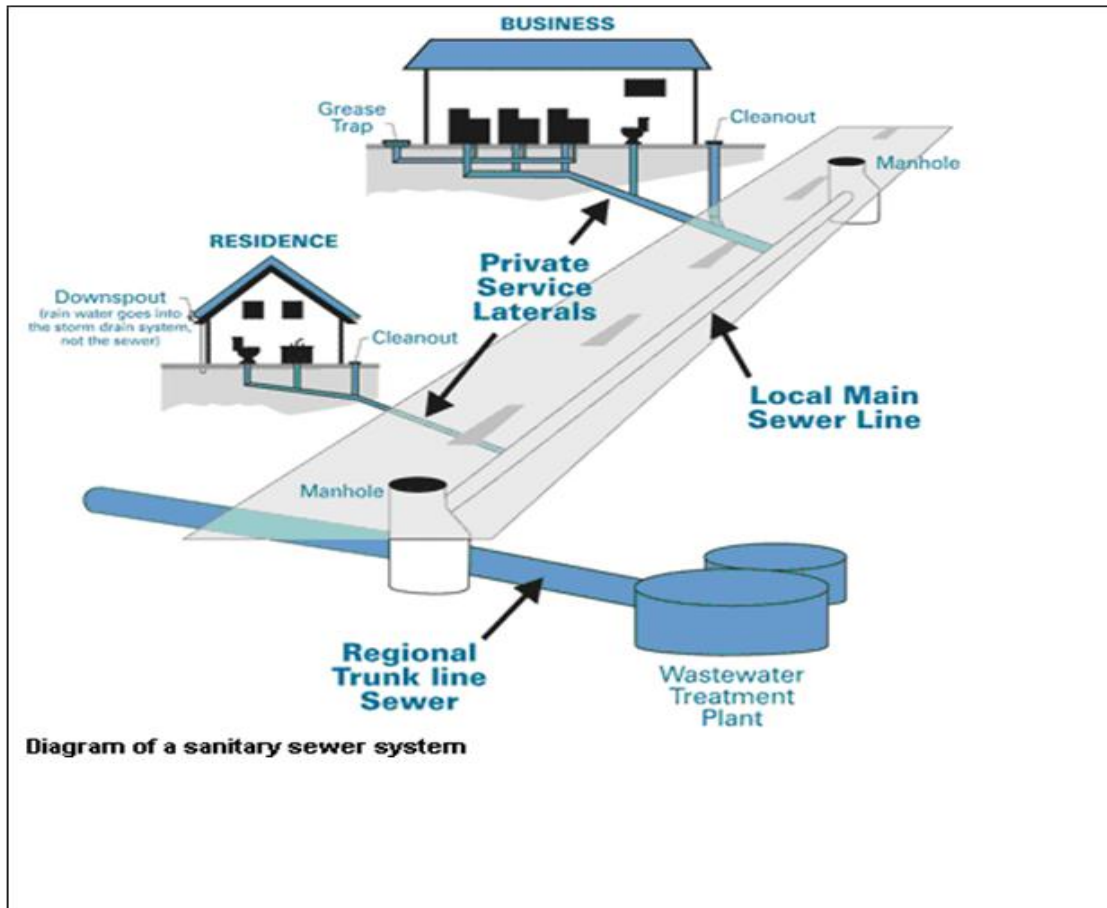 BUSINESS
Grease
Trap
Cleanout
Manhole
RESIDENCE
Private
Service
Laterals
Downspout
(rain water goes into
the storm drain system,
not the sewer)
Cleanout
Local Main
Sewer Line
Manhole
Regional
Trunk line
Sewer
Wastewater
Treatment
Plant
Diagram of a sanitary sewer system